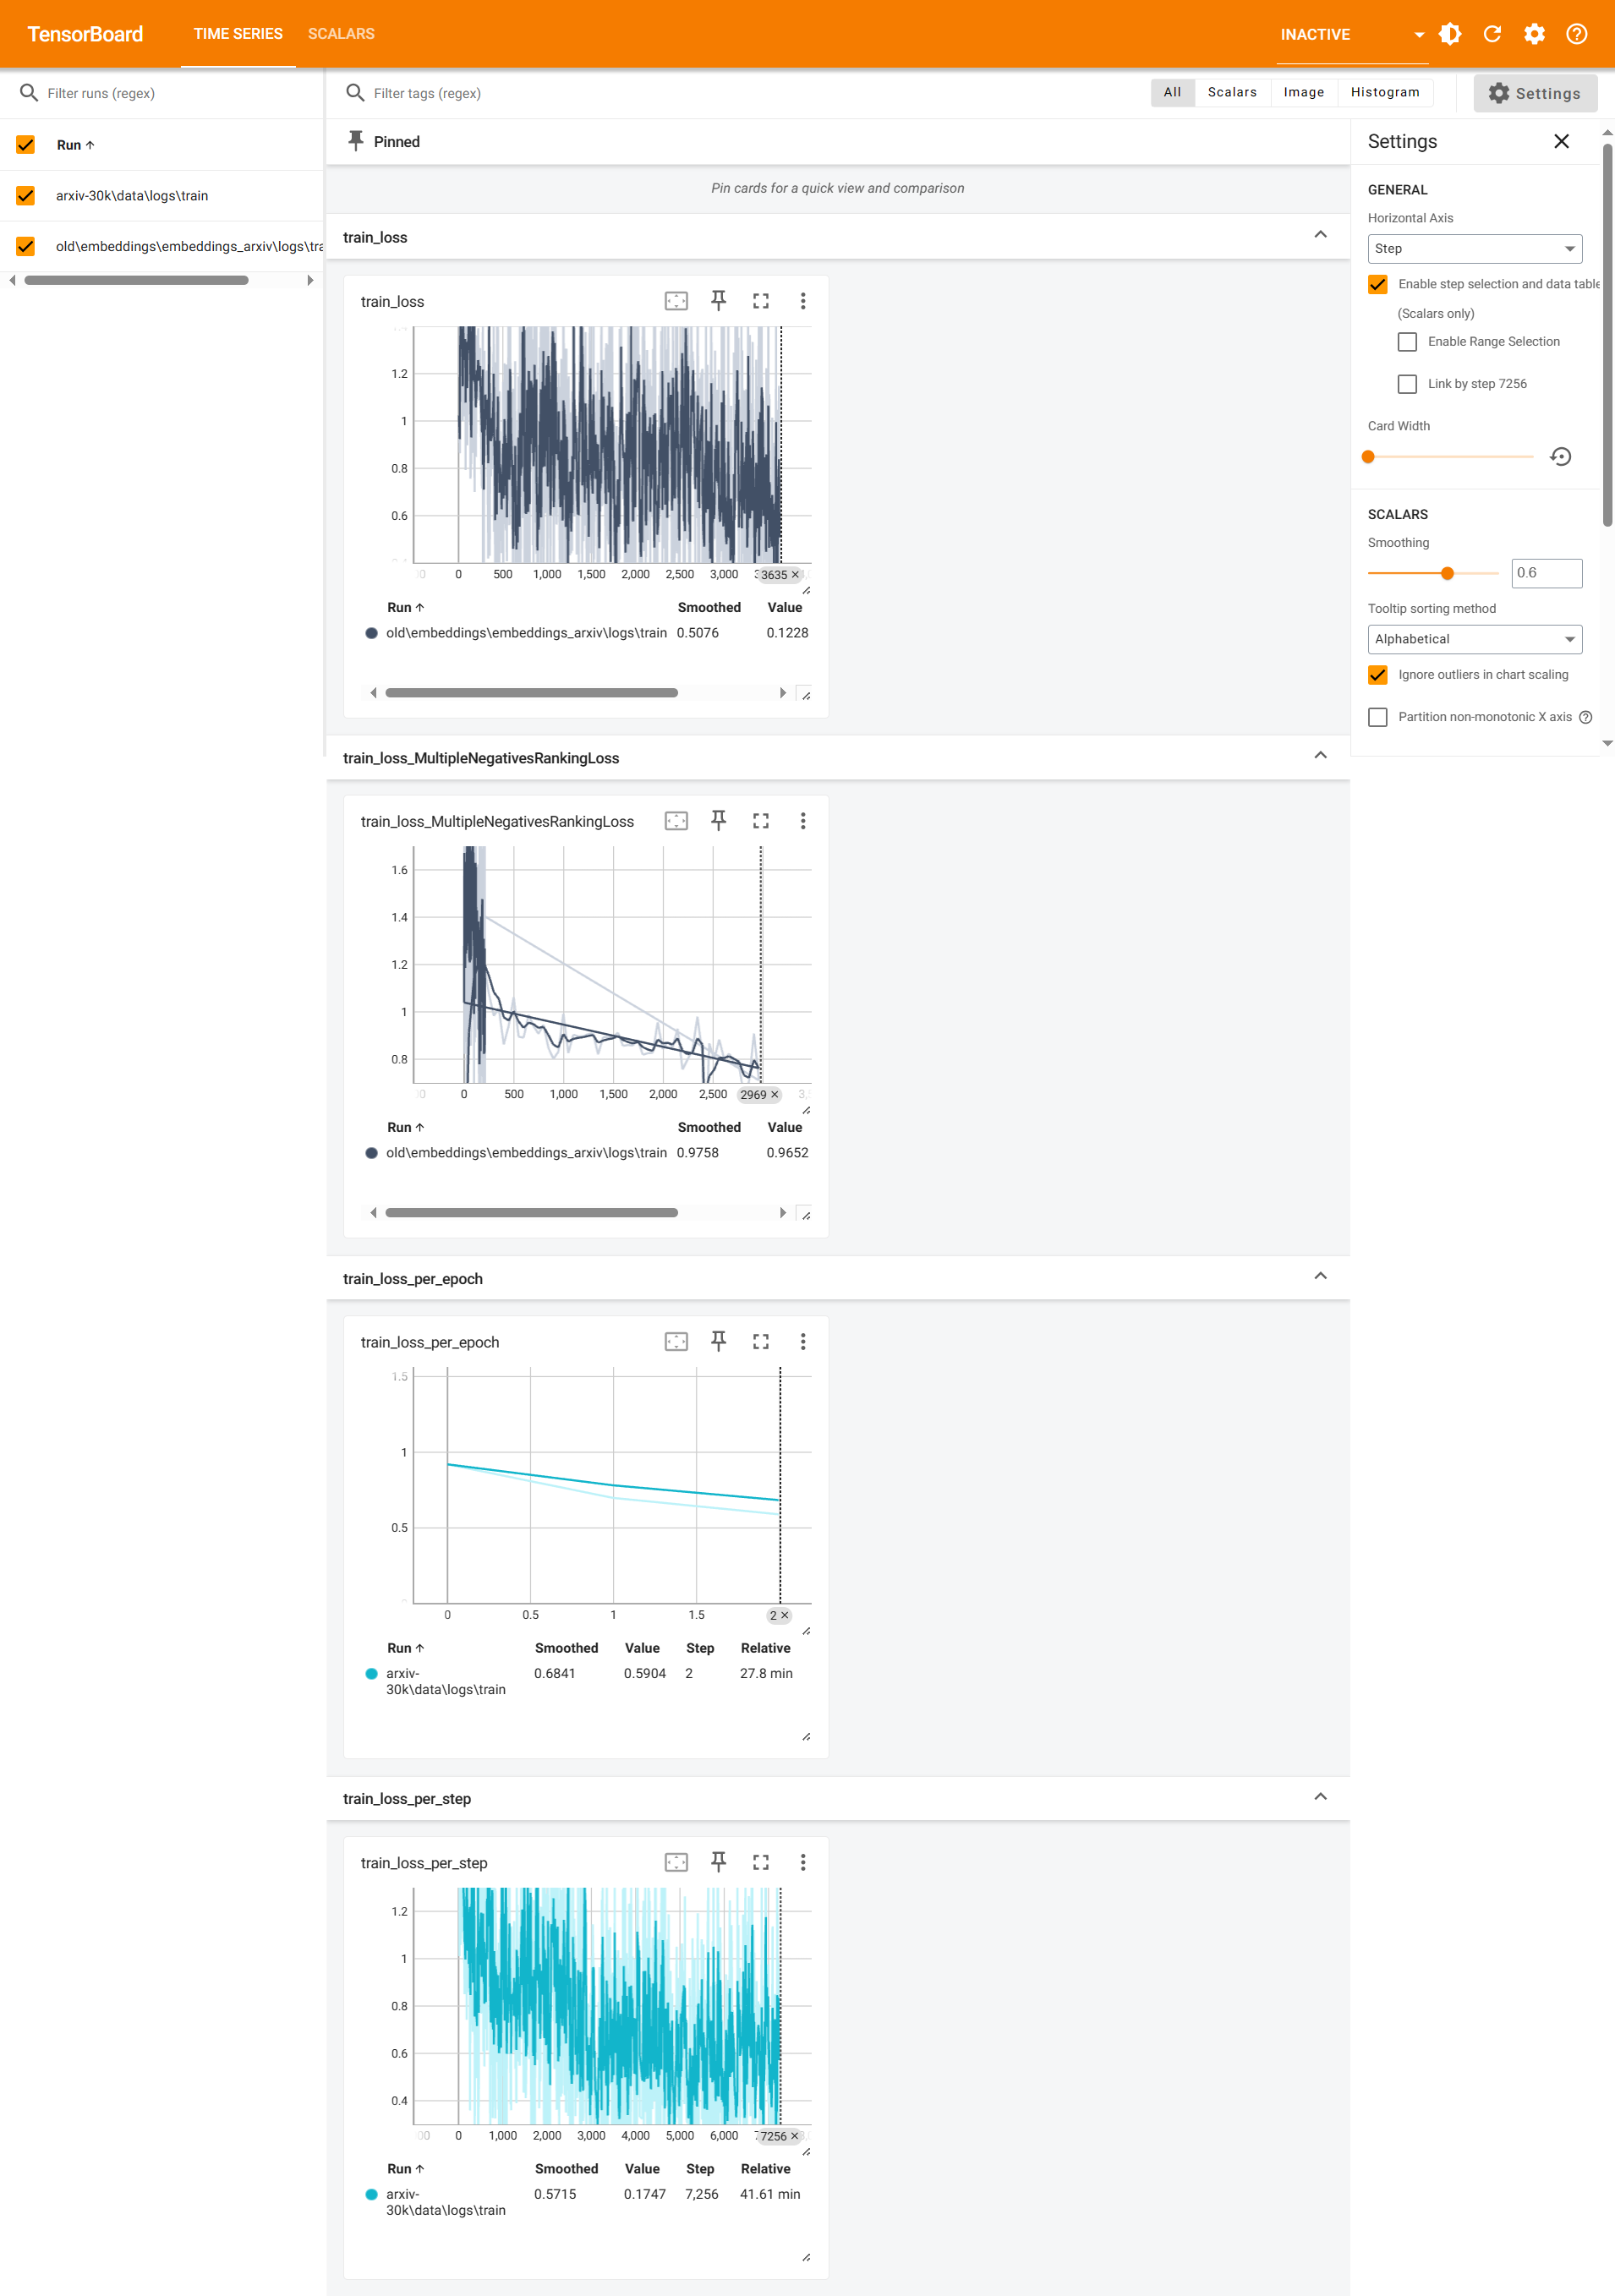 TensorBoard
TIME SERIES
SCALARS
INACTIVE
Filter runs (regex)
Filter tags (regex)
All
Scalars
Image
Histogram
Settings
Run
arxiv-30k\data\logs\train
old\embeddings\embeddings_arxiv\logs\tra
Pinned
Pin cards for a quick view and comparison
train_loss
train_loss
1.2
1
0.8
0.6
0 500 1,000 1,500 2,000 2,500 3,000 3635
Run Smoothed Value
old\embeddings\embeddings_arxiv\logs\train 0.5076 0.1228
train_loss_MultipleNegativesRankingLoss
train_loss_MultipleNegativesRankingLoss
1.6
1.4
1.2
1
0.8
0 500 1,000 1,500 2,000 2,500 2969
Run Smoothed Value
old\embeddings\embeddings_arxiv\logs\train 0.9758 0.9652
train_loss_per_epoch
train_loss_per_epoch
1.5
1
0.5
0 0.5 1 1.5 2
Run Smoothed Value Step Relative
arxiv- 0.6841 0.5904 2 27.8 min
30k\data\logs\train
train_loss_per_step
train_loss_per_step
1.2
1
0.8
0.6
0.4
0 1,000 2,000 3,000 4,000 5,000 6,000 7256
Run Smoothed Value Step Relative
arxiv- 0.5715 0.1747 7,256 41.61 min
30k\data\logs\train
Settings
GENERAL
Horizontal Axis
Step
Enable step selection and data table
(Scalars only)
Enable Range Selection
Link by step 7256
Card Width
SCALARS
Smoothing
0.6
Tooltip sorting method
Alphabetical
Ignore outliers in chart scaling
Partition non-monotonic X axis